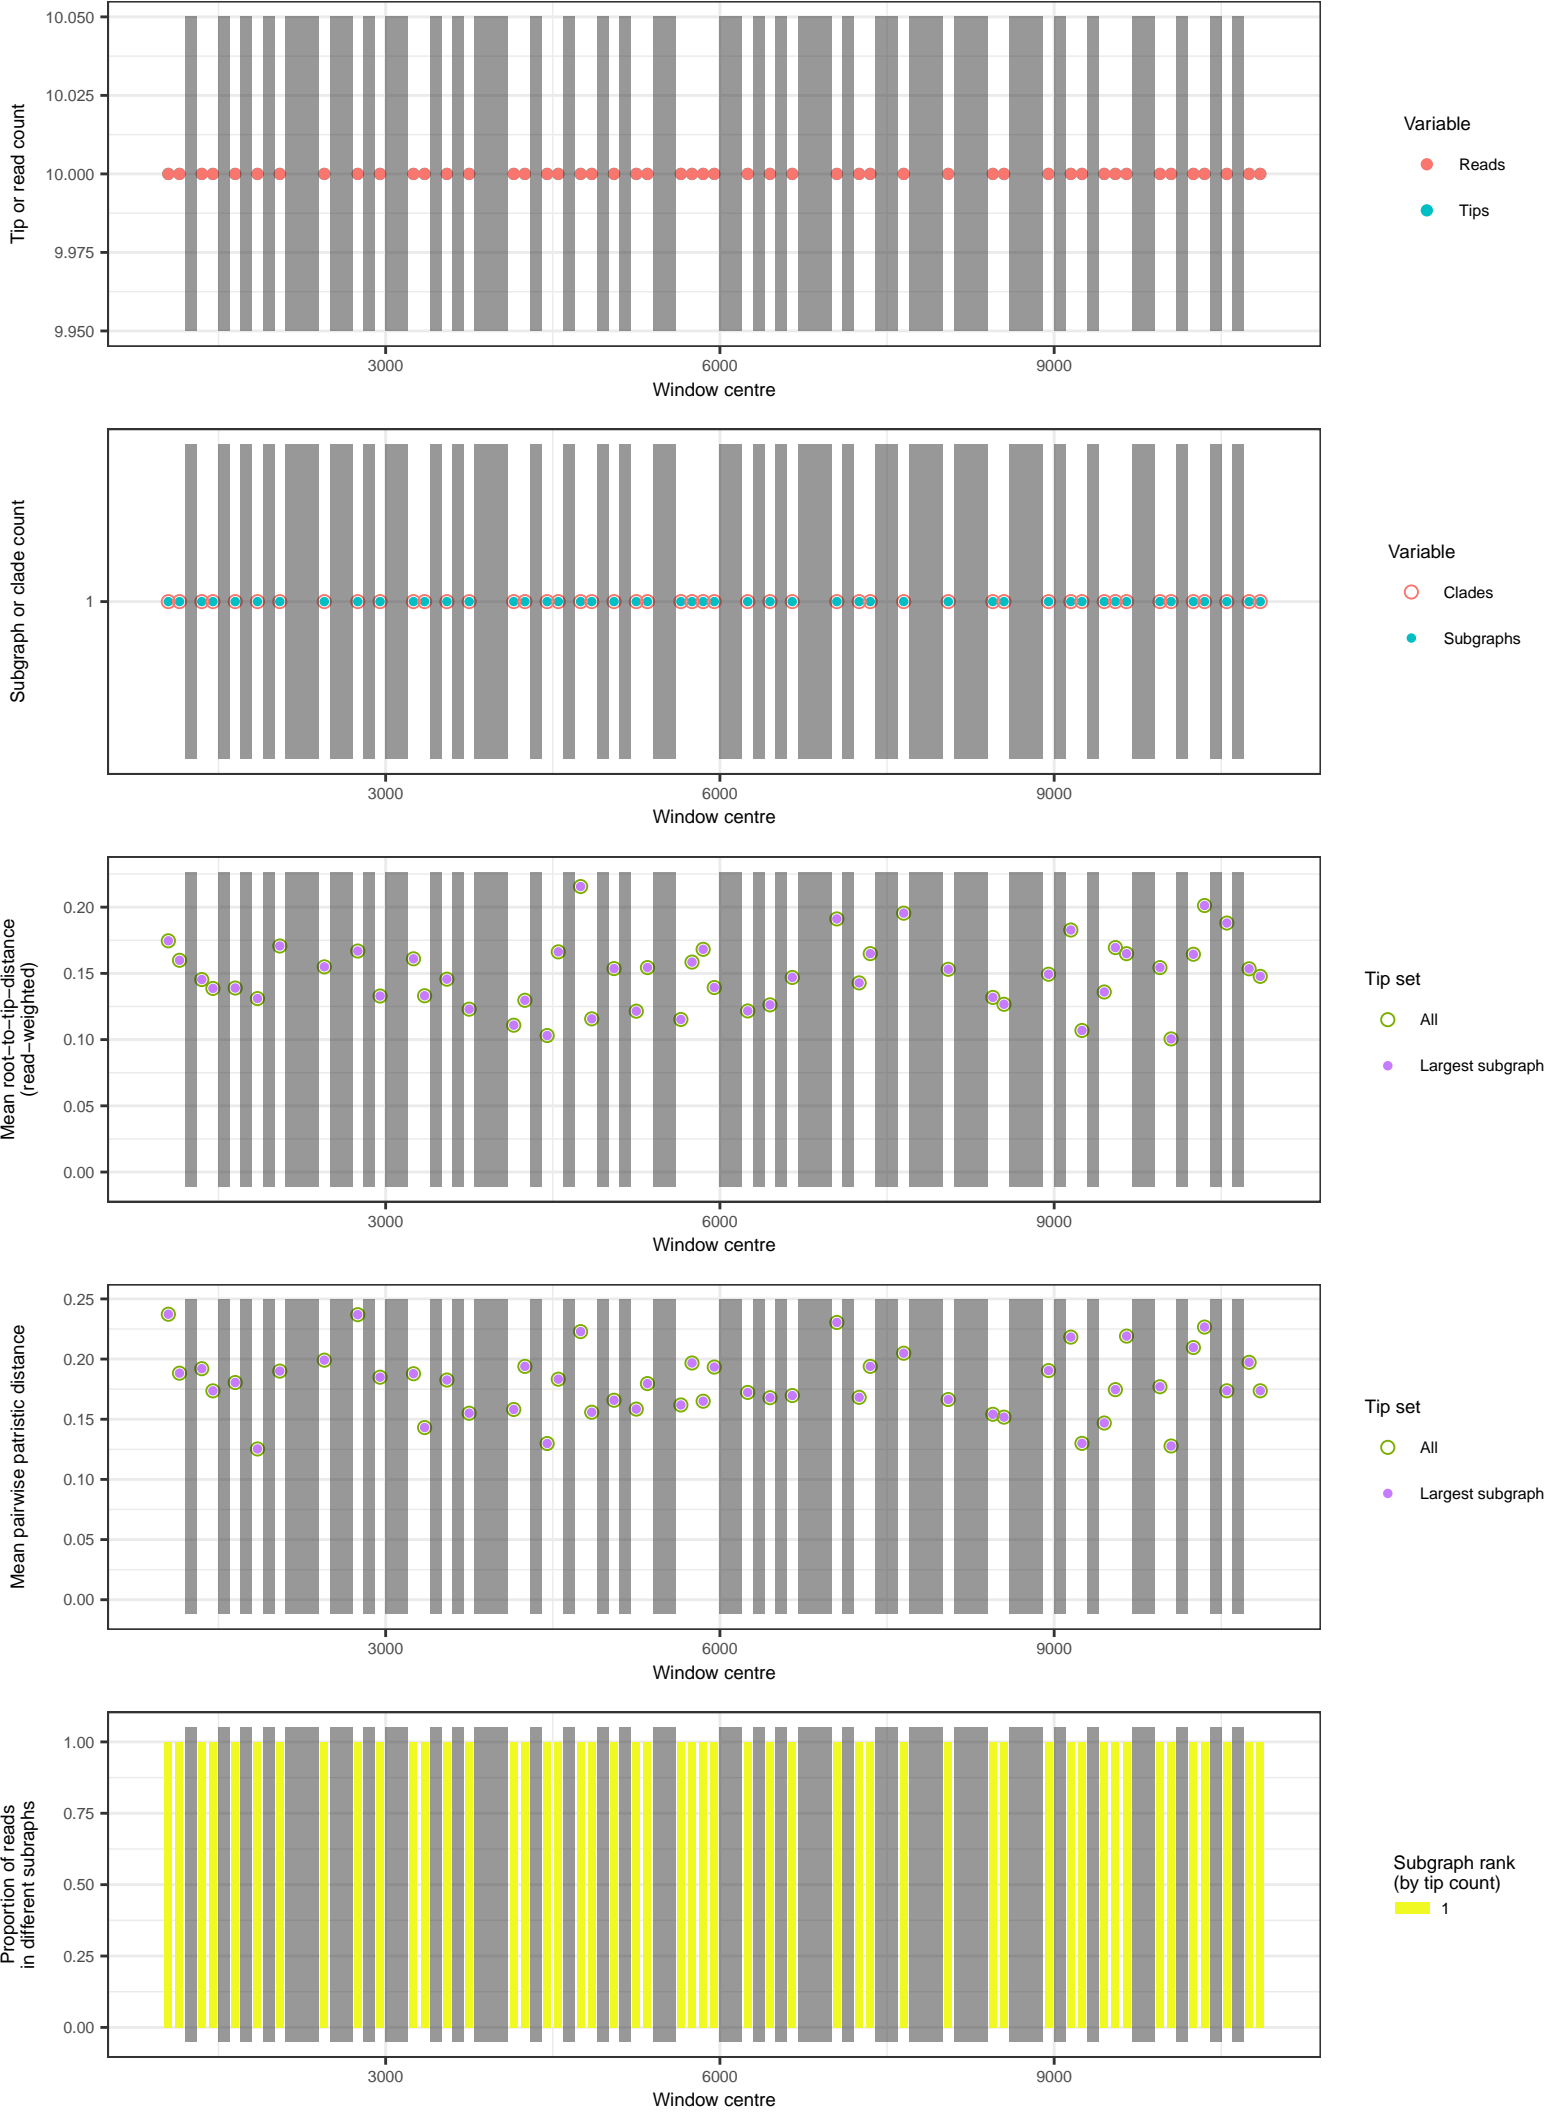 10.050
10.025
10.000
9.975
9.950
Tip or read count
3000 6000 9000
Window centre
Variable
Reads
Tips
1
Subgraph or clade count
3000 6000 9000
Window centre
Variable
Clades
Subgraphs
0.20
0.15
0.10
0.05
0.00
Mean root−to−tip−distance
(read−weighted)
3000 6000 9000
Window centre
Tip set
All
Largest subgraph
0.25
0.20
0.15
0.10
0.05
0.00
Mean pairwise patristic distance
3000 6000 9000
Window centre
Tip set
All
Largest subgraph
1.00
0.75
0.50
0.25
0.00
Proportion of reads
in different subraphs
3000 6000 9000
Window centre
Subgraph rank
(by tip count)
1